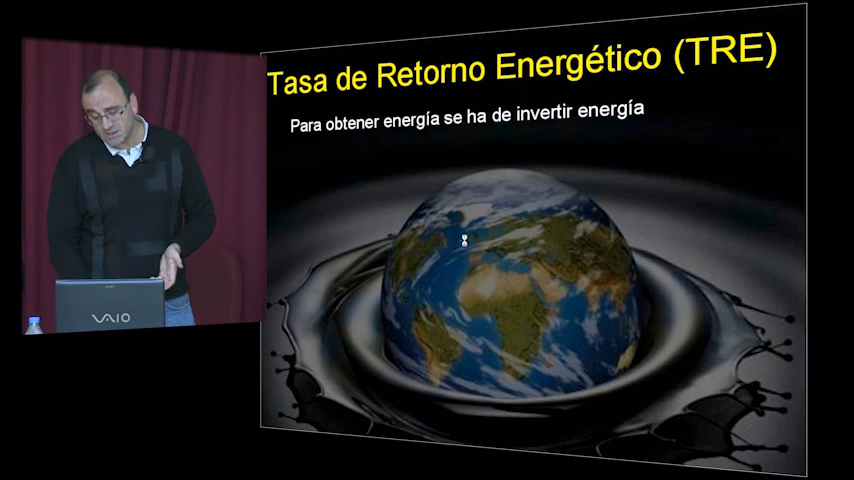 Tasa de Retorno Energético (TRE)
Para obtener energía se ha de invertir energía
VAIO